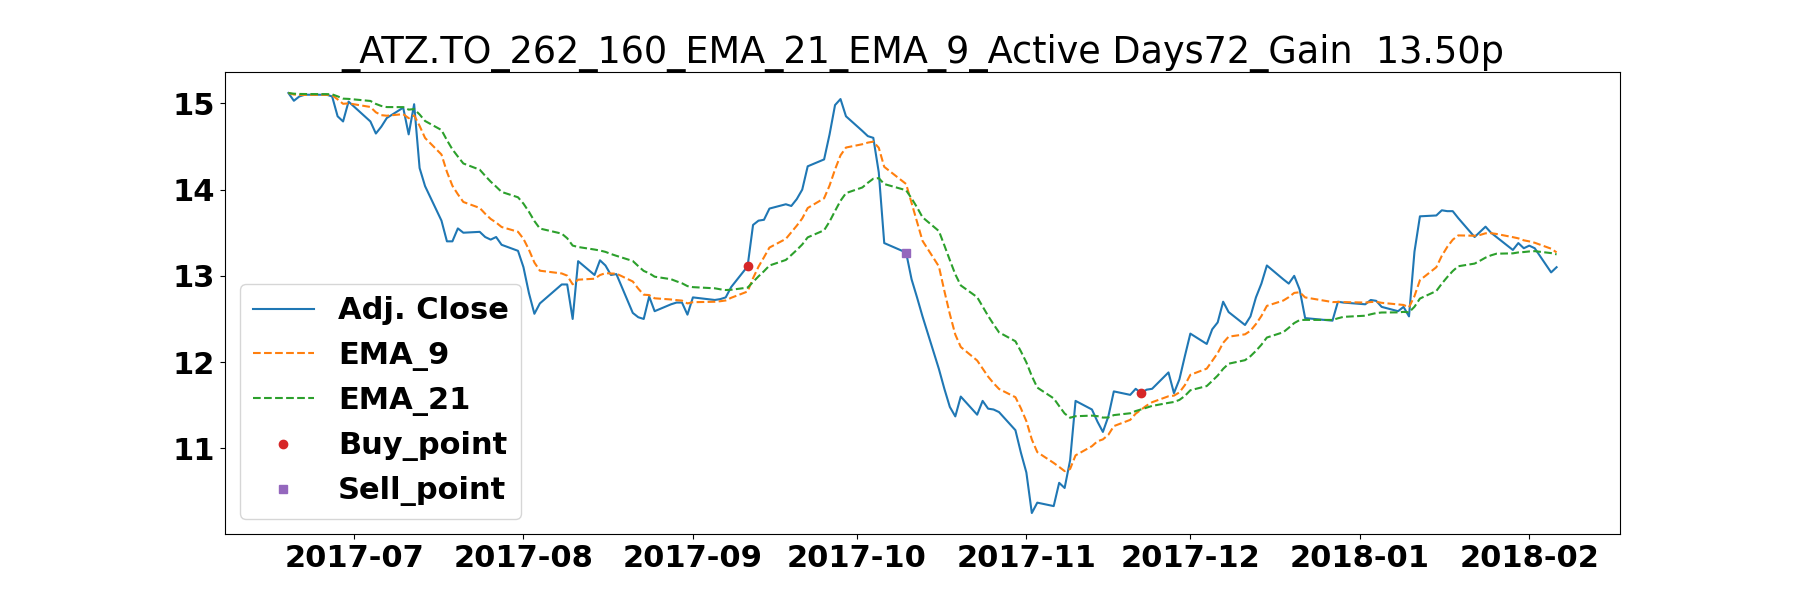 _ATZ.TO_262_160_EMA_21_EMA_9_Active Days72_Gain  13.50p
15
14
13
12
11
Adj. Close
EMA_9
EMA_21
Buy_point
Sell_point
2017-07 2017-08 2017-09 2017-10 2017-11 2017-12 2018-01 2018-02